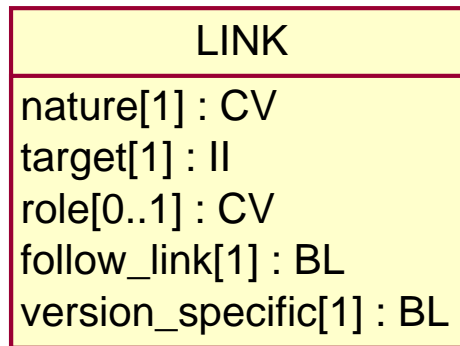 LINK
nature[1] : CV
target[1] : II
role[0..1] : CV
follow_link[1] : BL
version_specific[1] : BL